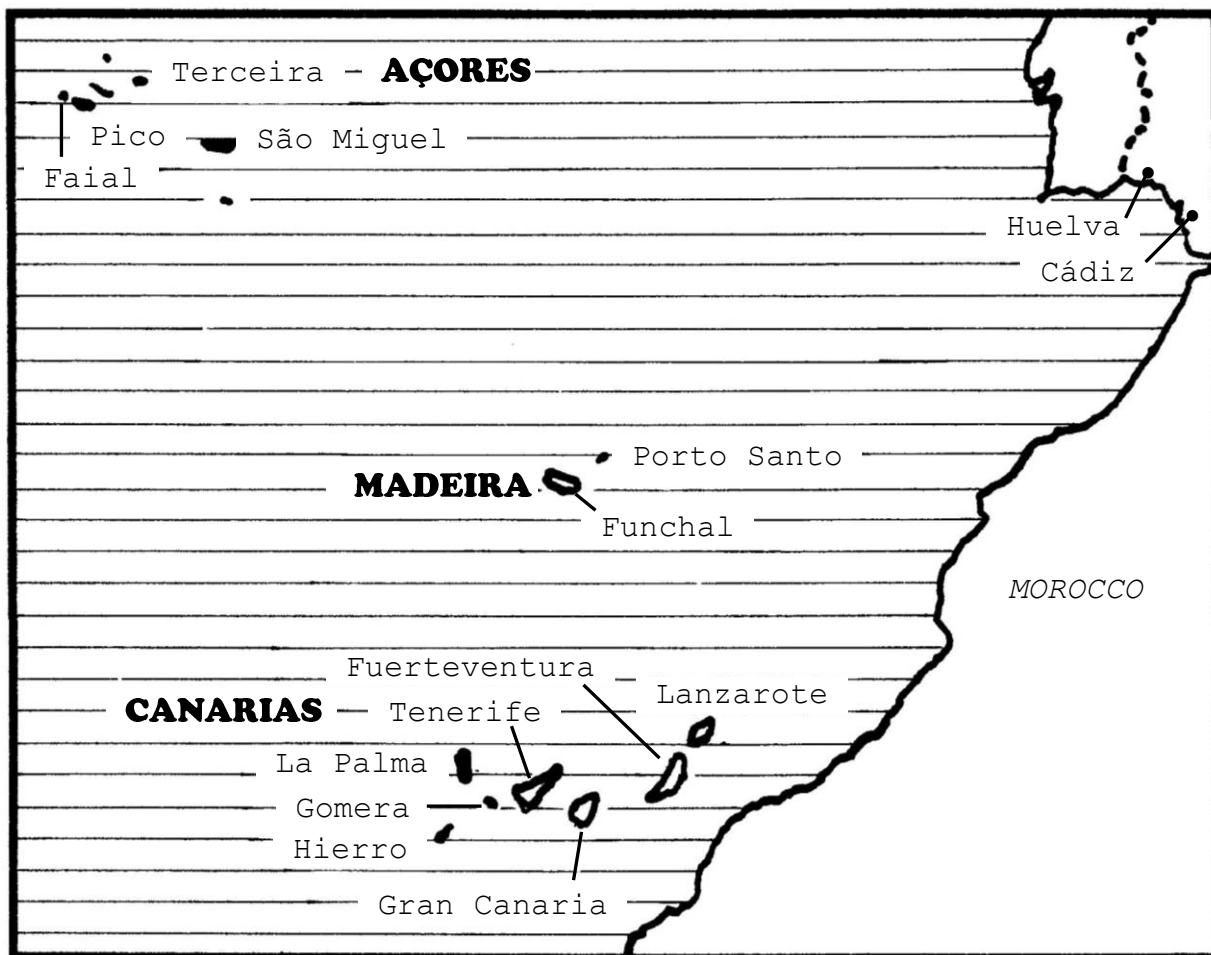 Terceira AÇORES
Pico São Miguel
Faial
Huelva
Cádiz
Porto Santo
MADEIRA
Funchal
MOROCCO
Fuerteventura
Lanzarote
CANARIAS Tenerife
La Palma
Gomera
Hierro
Gran Canaria